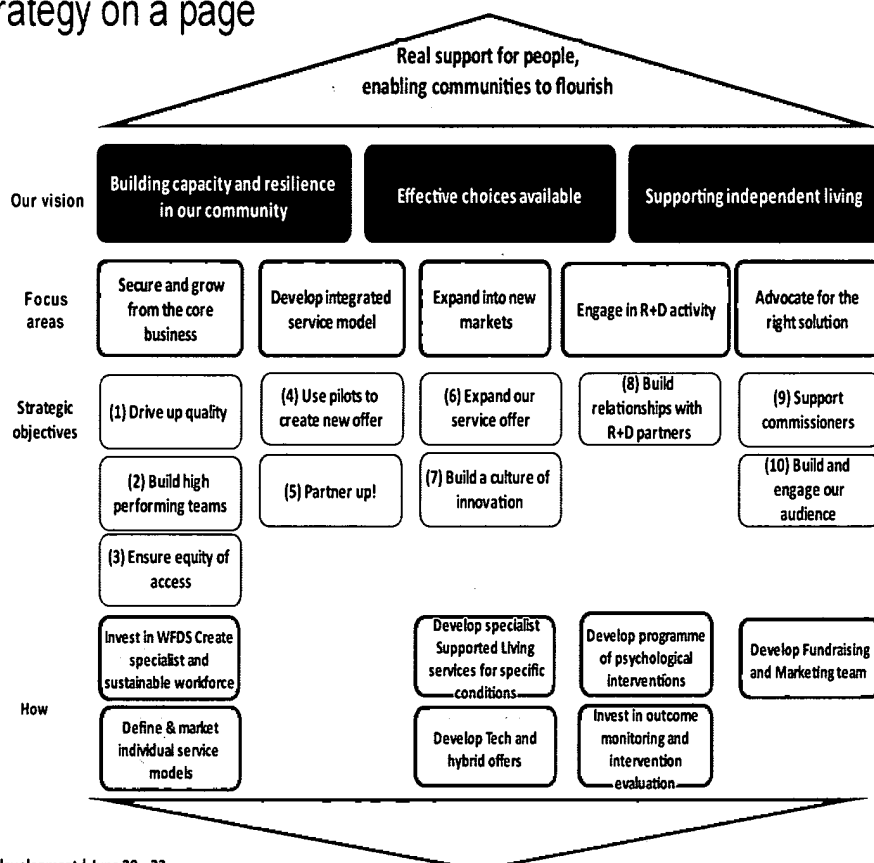 rategy on a page
Real support for people,
enabling communities to flourish
Our vision
Building capacity and resilience
in our community
Effective choices available
Supporting independent living
Focus
areas
Secure and grow
from the core
business
Develop integrated
service model
Expand into new
markets
Engage in R+D activity
Advocate for the
right solution
Strategic
objectives
(1) Drive up quality
(4) Use pilots to
create new offer
(6) Expand our
service offer
(8) Build
relationships with
R+D partners
(9) Support
commissioners
(2) Build high
performing teams
(5) Partner up!
(7) Build a culture of
innovation
(10) Build and
engage our
audience
(3) Ensure equity of
access
How
Invest in WFDS Create
specialist and
sustainable workforce
Develop specialist
Supported Living
services for specific
conditions
Develop programme
of psychological
interventions
Develop Fundraising
and Marketing team
Define & market
individual service
models
Develop Tech and
hybrid offers
Invest in outcome
monitoring and
intervention
evaluation